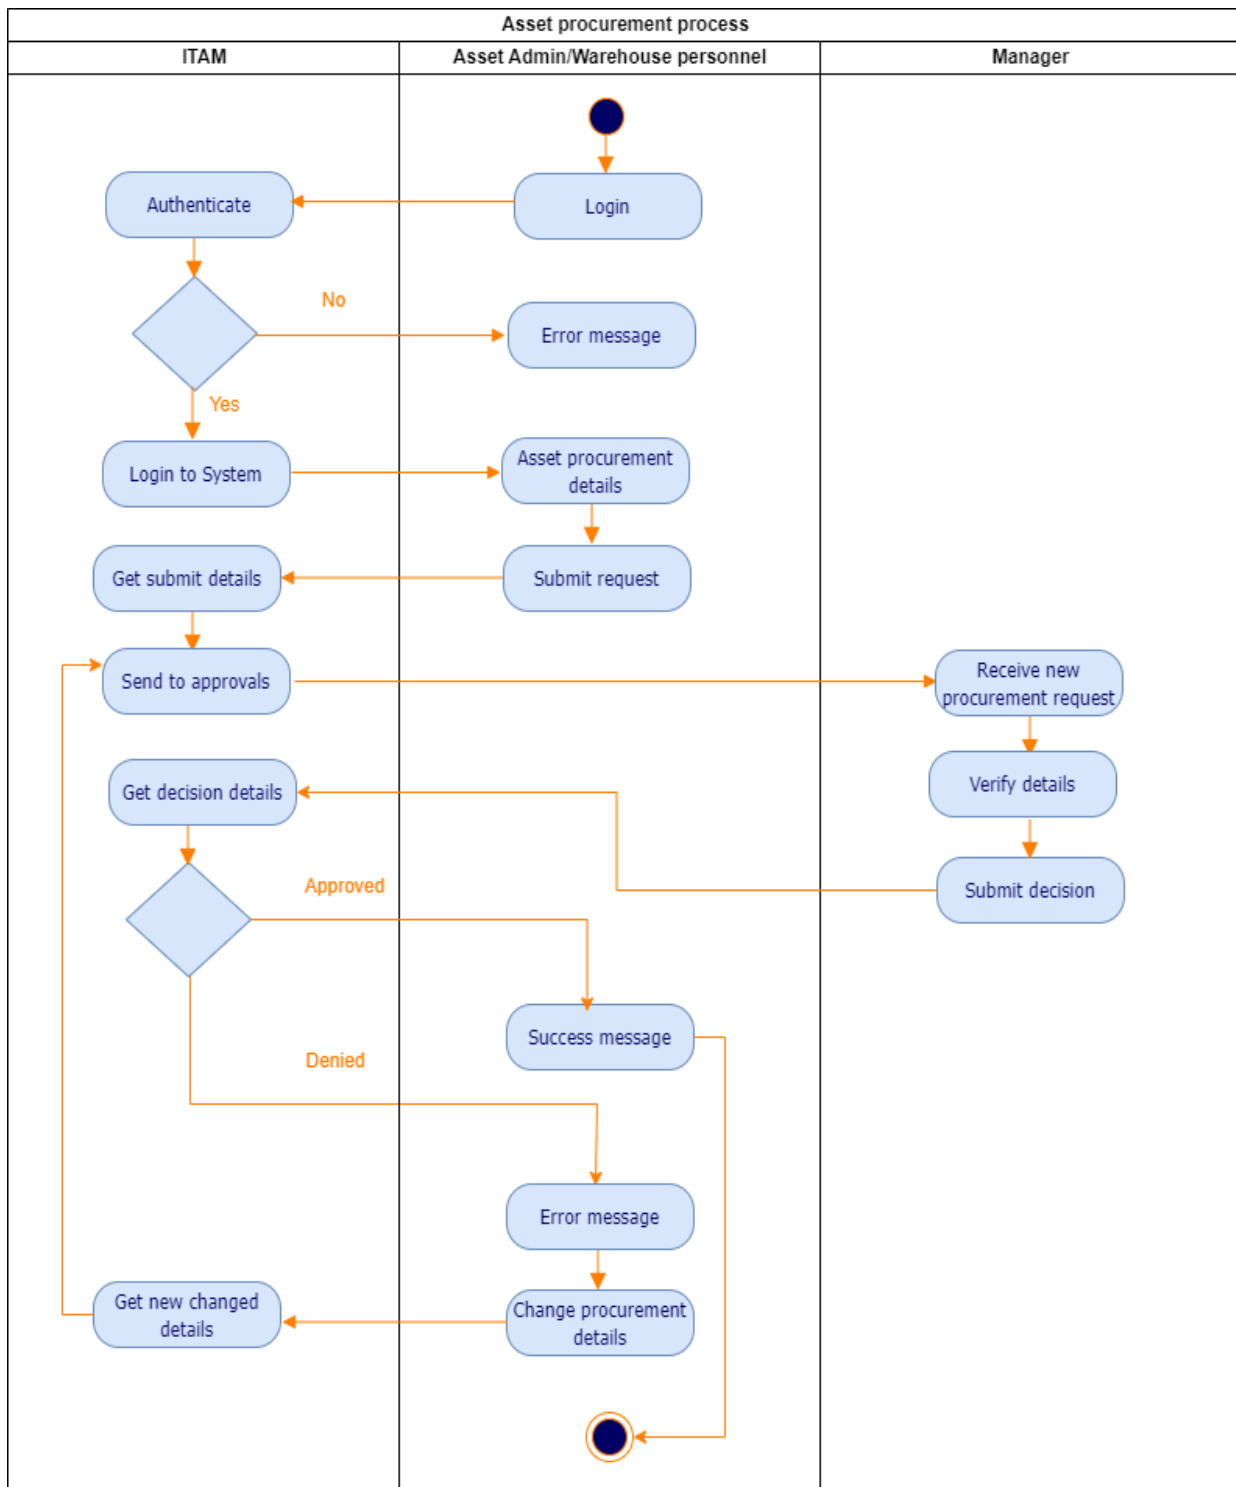 Asset procurement process
ITAM
Asset Admin/Warehouse personnel
Manager
Authenticate
Login
No
Error message
Yes
Login to System
Asset procurement
details
Get submit details
Submit request
Send to approvals
Receive new
procurement request
Get decision details
Verify details
Approved
Submit decision
Success message
Denied
Error message
Get new changed
details
Change procurement
details